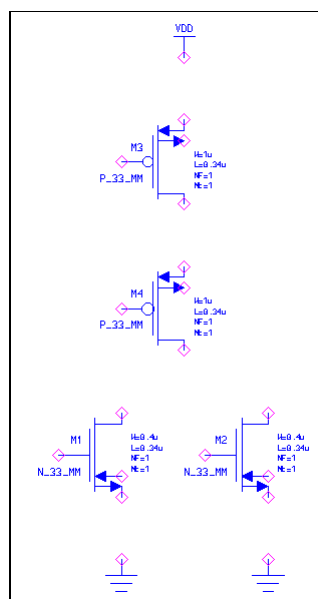 VDD
M3
P_33_MM
W=1u
L=0.34u
NF=1
M=1
M4
P_33_MM
W=1u
L=0.34u
NF=1
M=1
M1
N_33_MM
W=0.4u
L=0.34u
NF=1
M=1
M2
N_33_MM
W=0.4u
L=0.34u
NF=1
M=1